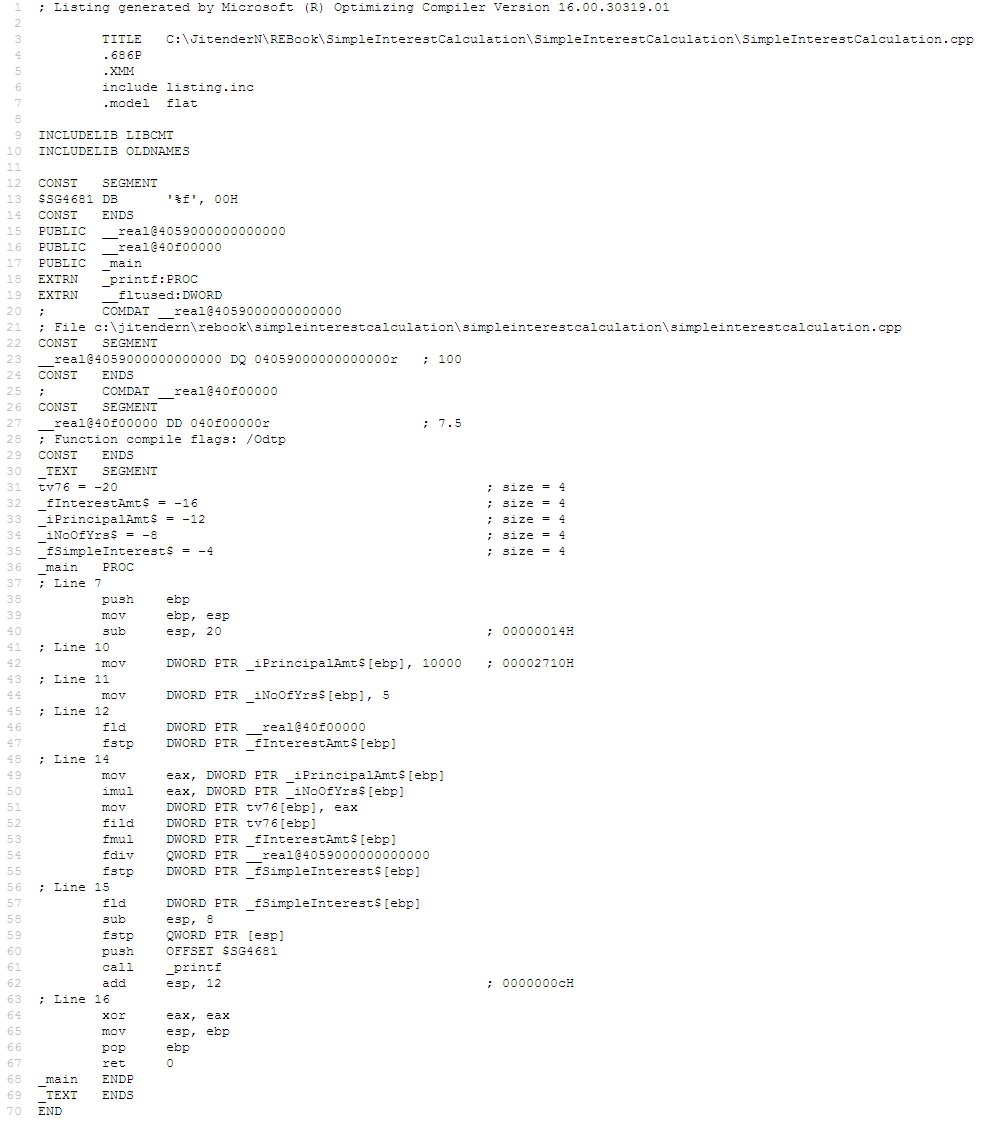 1 ; Listing generated by Microsoft (R) Optimizing Compiler Version 16.00.30319.01
2
3 TITLE C:\JitenderN\REBook\SimpleInterestCalculation\SimpleInterestCalculation\SimpleInterestCalculation.cpp
4 .686P
5 .XMM
6 include listing.inc
7 .model flat
8
9 INCLUDELIB LIBCMT
10 INCLUDELIB OLDNAMES
11
12 CONST SEGMENT
13 $SG4681 DB '%f', 00H
14 CONST ENDS
15 PUBLIC __real@4059000000000000
16 PUBLIC __real@40f00000
17 PUBLIC _main
18 EXTRN _printf:PROC
19 EXTRN __fltused:DWORD
20 ; COMDAT __real@4059000000000000
21 ; File c:\jitendern\rebook\simpleinterestcalculation\simpleinterestcalculation\simpleinterestcalculation.cpp
22 CONST SEGMENT
23 __real@4059000000000000 DQ 04059000000000000r ; 100
24 CONST ENDS
25 ; COMDAT __real@40f00000
26 CONST SEGMENT
27 __real@40f00000 DD 040f00000r ; 7.5
28 ; Function compile flags: /Odtp
29 CONST ENDS
30 _TEXT SEGMENT
31 tv76 = -20 ; size = 4
32 _fInterestAmt$ = -16 ; size = 4
33 _iPrincipalAmt$ = -12 ; size = 4
34 _iNoOfYrs$ = -8 ; size = 4
35 _fSimpleInterest$ = -4 ; size = 4
36 _main PROC
37 ; Line 7
38 push ebp
39 mov ebp, esp
40 sub esp, 20 ; 00000014H
41 ; Line 10
42 mov DWORD PTR _iPrincipalAmt$[ebp], 10000 ; 00002710H
43 ; Line 11
44 mov DWORD PTR _iNoOfYrs$[ebp], 5
45 ; Line 12
46 fld DWORD PTR __real@40f00000
47 fstp DWORD PTR _fInterestAmt$[ebp]
48 ; Line 14
49 mov eax, DWORD PTR _iPrincipalAmt$[ebp]
50 imul eax, DWORD PTR _iNoOfYrs$[ebp]
51 mov DWORD PTR tv76[ebp], eax
52 fild DWORD PTR tv76[ebp]
53 fmul DWORD PTR _fInterestAmt$[ebp]
54 fdiv QWORD PTR __real@4059000000000000
55 fstp DWORD PTR _fSimpleInterest$[ebp]
56 ; Line 15
57 fld DWORD PTR _fSimpleInterest$[ebp]
58 sub esp, 8
59 fstp QWORD PTR [esp]
60 push OFFSET $SG4681
61 call _printf
62 add esp, 12 ; 0000000cH
63 ; Line 16
64 xor eax, eax
65 mov esp, ebp
66 pop ebp
67 ret 0
68 _main ENDP
69 _TEXT ENDS
70 END